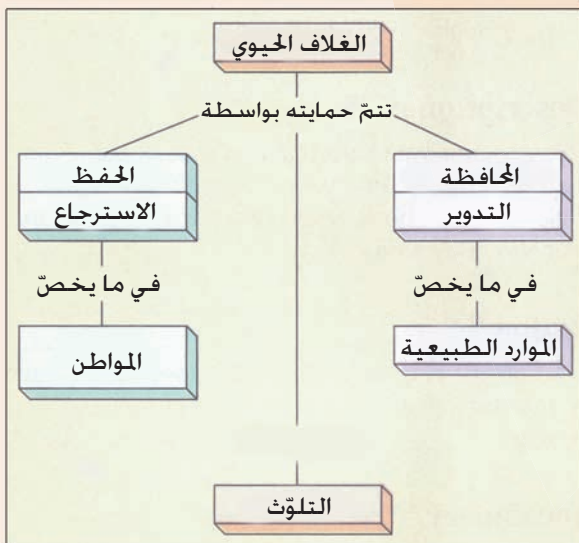 الغلاف الحيوي
تتمّ حمايته بواسطة
المحافظة
التدوير
الحفظ
الاسترجاع
في ما يخصّ
في ما يخصّ
الموارد الطبيعية
المواطن
التلوّث